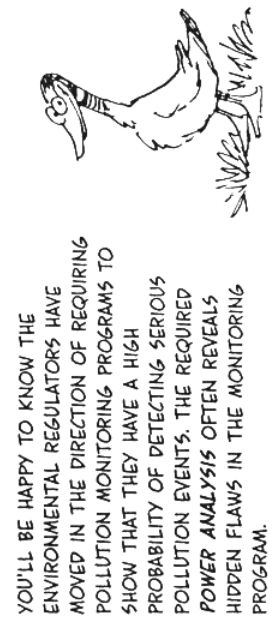 YOU'LL BE HAPPY TO KNOW THE
ENVIRONMENTAL REGULATORS HAVE
MOVED IN THE DIRECTION OF REQUIRING
POLLUTION MONITORING PROGRAMS TO
SHOW THAT THEY HAVE A HIGH
PROBABILITY OF DETECTING SERIOUS
POLLUTION EVENTS. THE REQUIRED
POWER ANALYSIS OFTEN REVEALS
HIDDEN FLAWS IN THE MONITORING
PROGRAM.